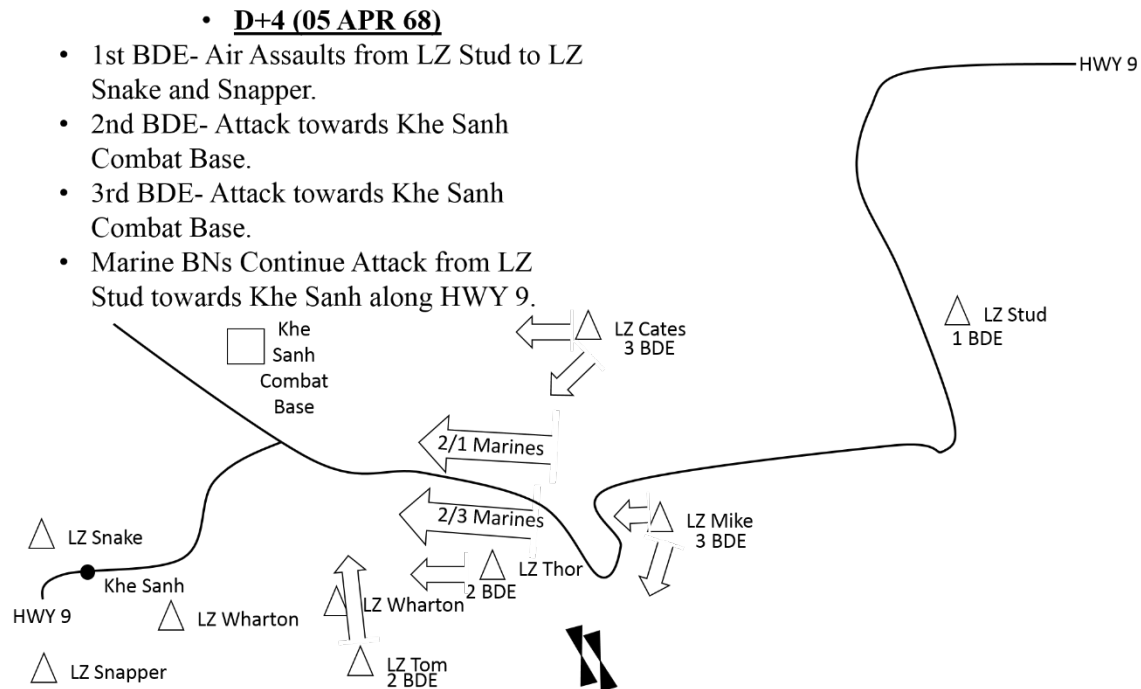 • D+4 (05 APR 68)
• 1st BDE- Air Assaults from LZ Stud to LZ
Snake and Snapper.
• 2nd BDE- Attack towards Khe Sanh
Combat Base.
• 3rd BDE- Attack towards Khe Sanh
Combat Base.
• Marine BNs Continue Attack from LZ
Stud towards Khe Sanh along HWY 9.
HWY 9
Khe
Sanh
Combat
Base
LZ Cates
3 BDE
LZ Stud
1 BDE
2/1 Marines
2/3 Marines
LZ Mike
3 BDE
LZ Snake
Khe Sanh
HWY 9
LZ Thor
2 BDE
LZ Wharton
LZ Wharton
LZ Snapper
LZ Tom
2 BDE